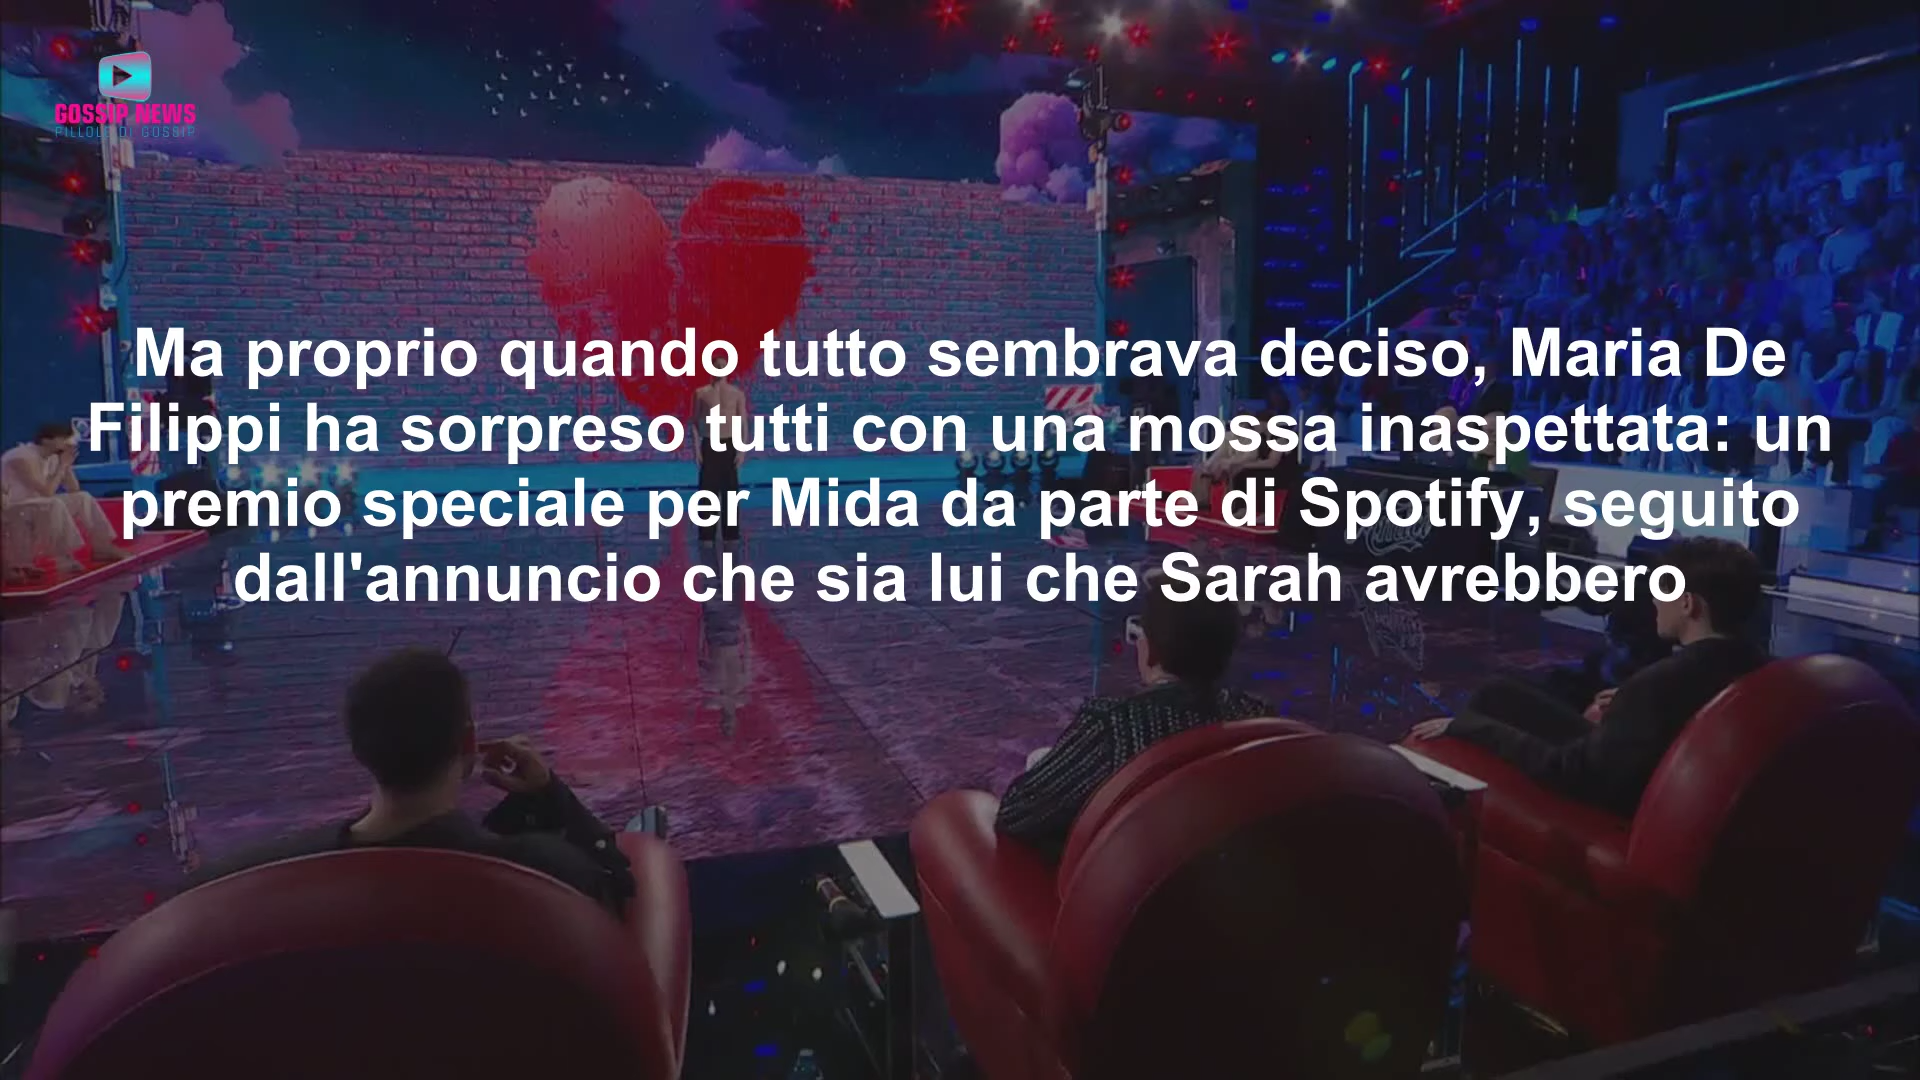 GOSSIP NEWS
PILLOLE DI GOSSIP
Ma proprio quando tutto sembrava deciso, Maria De
Filippi ha sorpreso tutti con una mossa inaspettata: un
premio speciale per Mida da parte di Spotify, seguito
dall'annuncio che sia lui che Sarah avrebbero